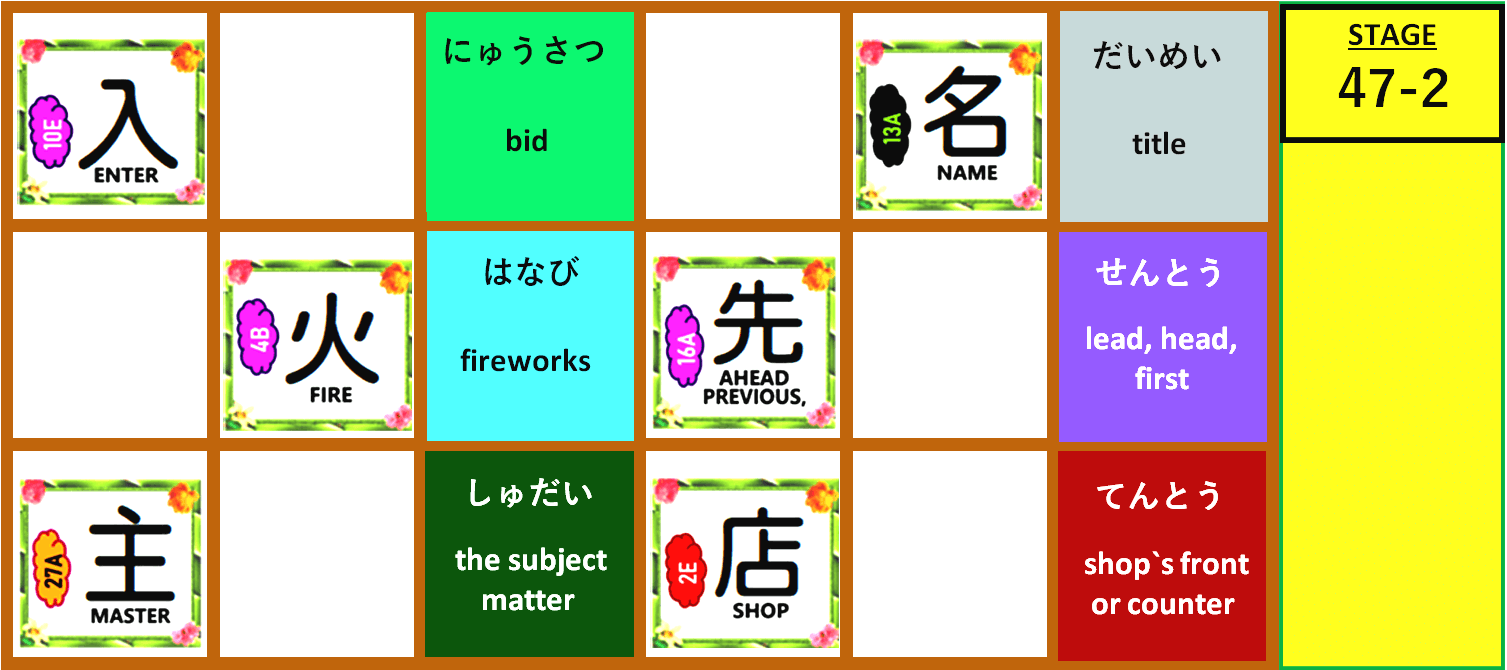 10E
入
ENTER
にゅうさつ
bid
13A
名
NAME
だいめい
title
STAGE
47-2
4B
火
FIRE
はなび
fireworks
16A
先
AHEAD
PREVIOUS,
せんとう
lead, head,
first
27A
主
MASTER
しゅだい
the subject
matter
2E
店
SHOP
てんとう
shop`s front
or counter